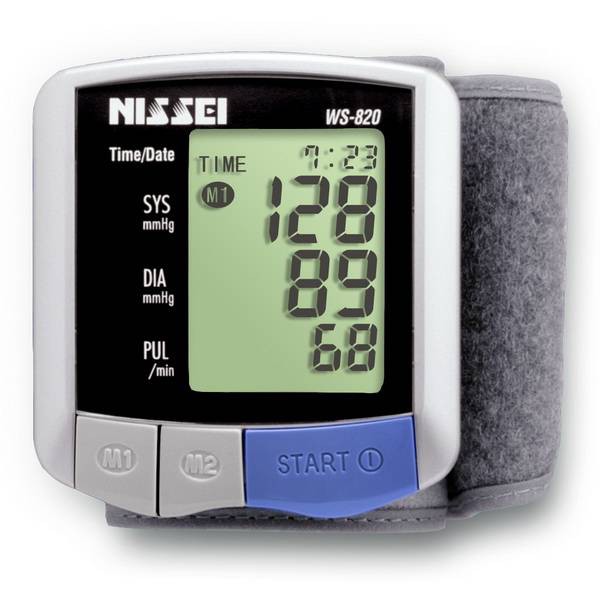 NISSEI WS-820
Time/Date TIME 7:23
M1
SYS 128
mmHg
DIA 89
mmHg
PUL 68
/min
M1 M2 START